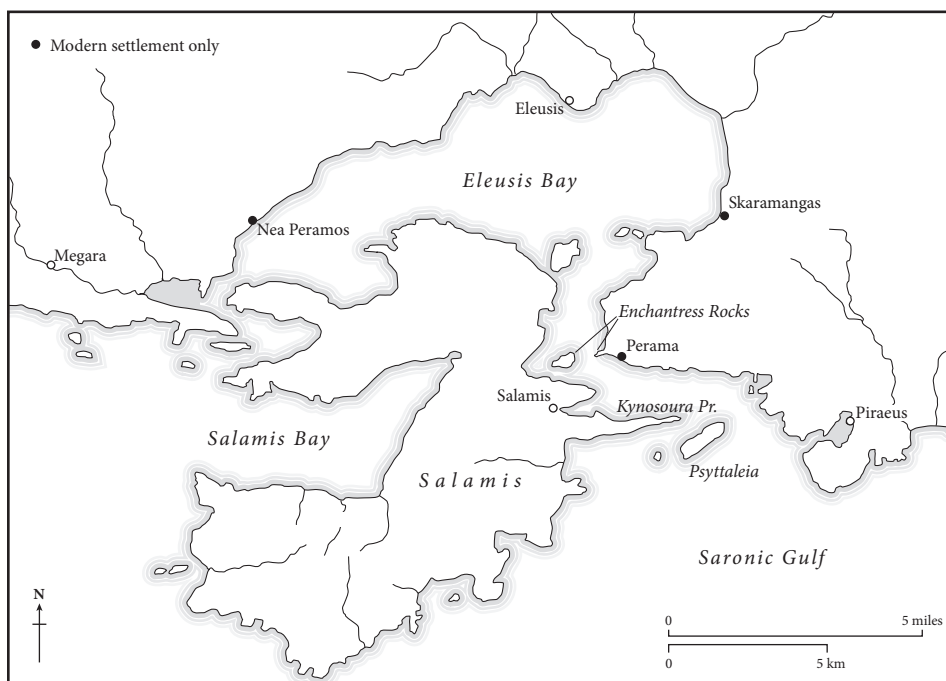 Modern settlement only
Eleusis
Eleusis Bay
Skaramangas
Nea Peramos
Megara
Enchantress Rocks
Perama
Salamis
Kynosoura Pr.
Piraeus
Salamis Bay
Psyttaleia
Salamis
Saronic Gulf
N
0 5 miles
0 5 km